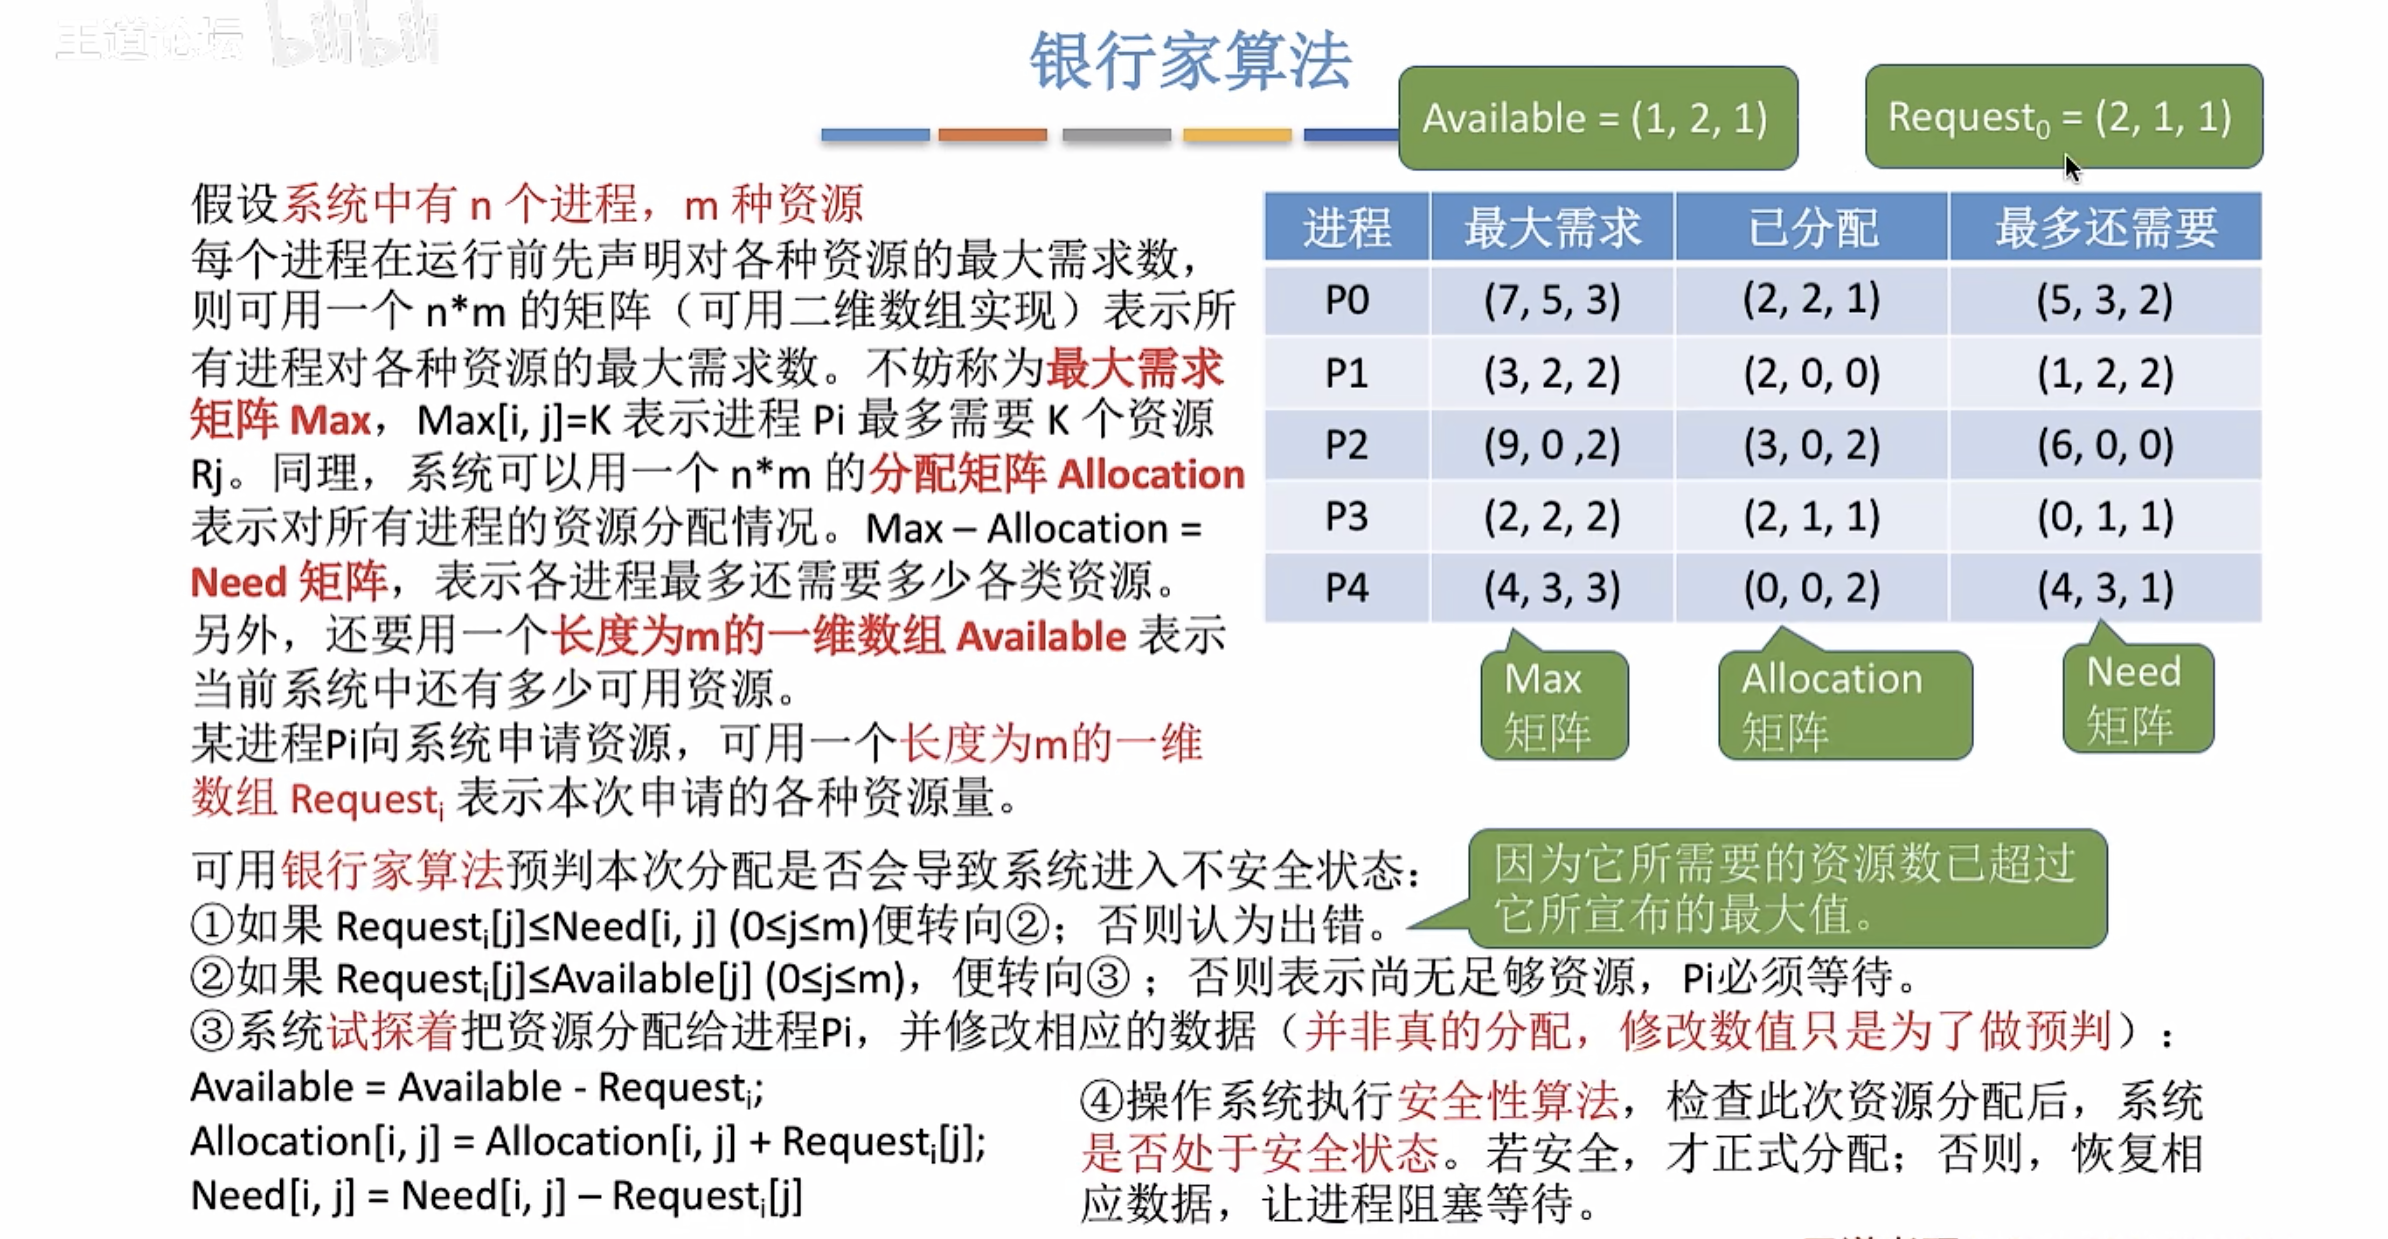 王道论坛 bilibili
银行家算法
Available = (1, 2, 1)
Request₀ = (2, 1, 1)
假设系统中有 n 个进程，m 种资源
每个进程在运行前先声明对各种资源的最大需求数，
则可用一个 n*m 的矩阵（可用二维数组实现）表示所
有进程对各种资源的最大需求数。不妨称为最大需求
矩阵 Max，Max[i, j]=K 表示进程 Pi 最多需要 K 个资源
Rj。同理，系统可以用一个 n*m 的分配矩阵 Allocation
表示对所有进程的资源分配情况。Max – Allocation =
Need 矩阵，表示各进程最多还需要多少各类资源。
另外，还要用一个长度为m的一维数组 Available 表示
当前系统中还有多少可用资源。
某进程Pi向系统申请资源，可用一个长度为m的一维
数组 Requestᵢ 表示本次申请的各种资源量。
进程 最大需求 已分配 最多还需要
P0 (7, 5, 3) (2, 2, 1) (5, 3, 2)
P1 (3, 2, 2) (2, 0, 0) (1, 2, 2)
P2 (9, 0 ,2) (3, 0, 2) (6, 0, 0)
P3 (2, 2, 2) (2, 1, 1) (0, 1, 1)
P4 (4, 3, 3) (0, 0, 2) (4, 3, 1)
Max
矩阵
Allocation
矩阵
Need
矩阵
可用银行家算法预判本次分配是否会导致系统进入不安全状态：
①如果 Requestᵢ[j]≤Need[i, j] (0≤j≤m)便转向②；否则认为出错。
因为它所需要的资源数已超过
它所宣布的最大值。
②如果 Requestᵢ[j]≤Available[j] (0≤j≤m)，便转向③；否则表示尚无足够资源，Pi必须等待。
③系统试探着把资源分配给进程Pi，并修改相应的数据（并非真的分配，修改数值只是为了做预判）：
Available = Available - Requestᵢ;
Allocation[i, j] = Allocation[i, j] + Requestᵢ[j];
Need[i, j] = Need[i, j] – Requestᵢ[j]
④操作系统执行安全性算法，检查此次资源分配后，系统
是否处于安全状态。若安全，才正式分配；否则，恢复相
应数据，让进程阻塞等待。